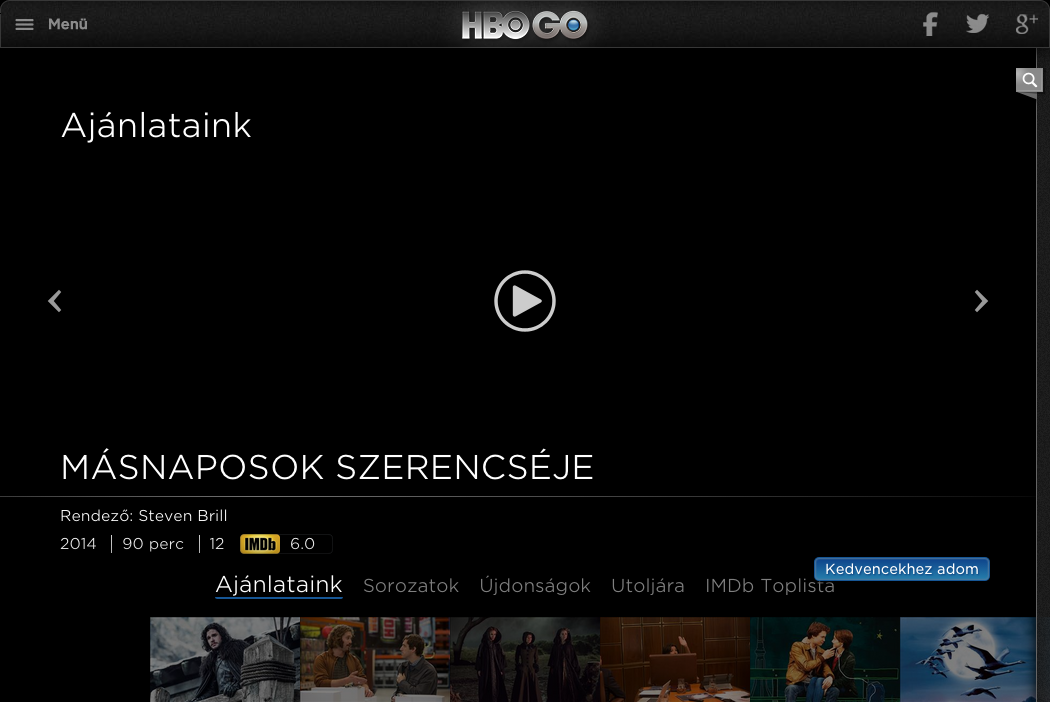 Menü
HBO GO
g+
Ajánlataink
MÁSNAPOSOK SZERENCSÉJE
Rendező: Steven Brill
2014 | 90 perc | 12 IMDb 6.0
Kedvencekhez adom
Ajánlataink Sorozatok Újdonságok Utoljára IMDb Toplista